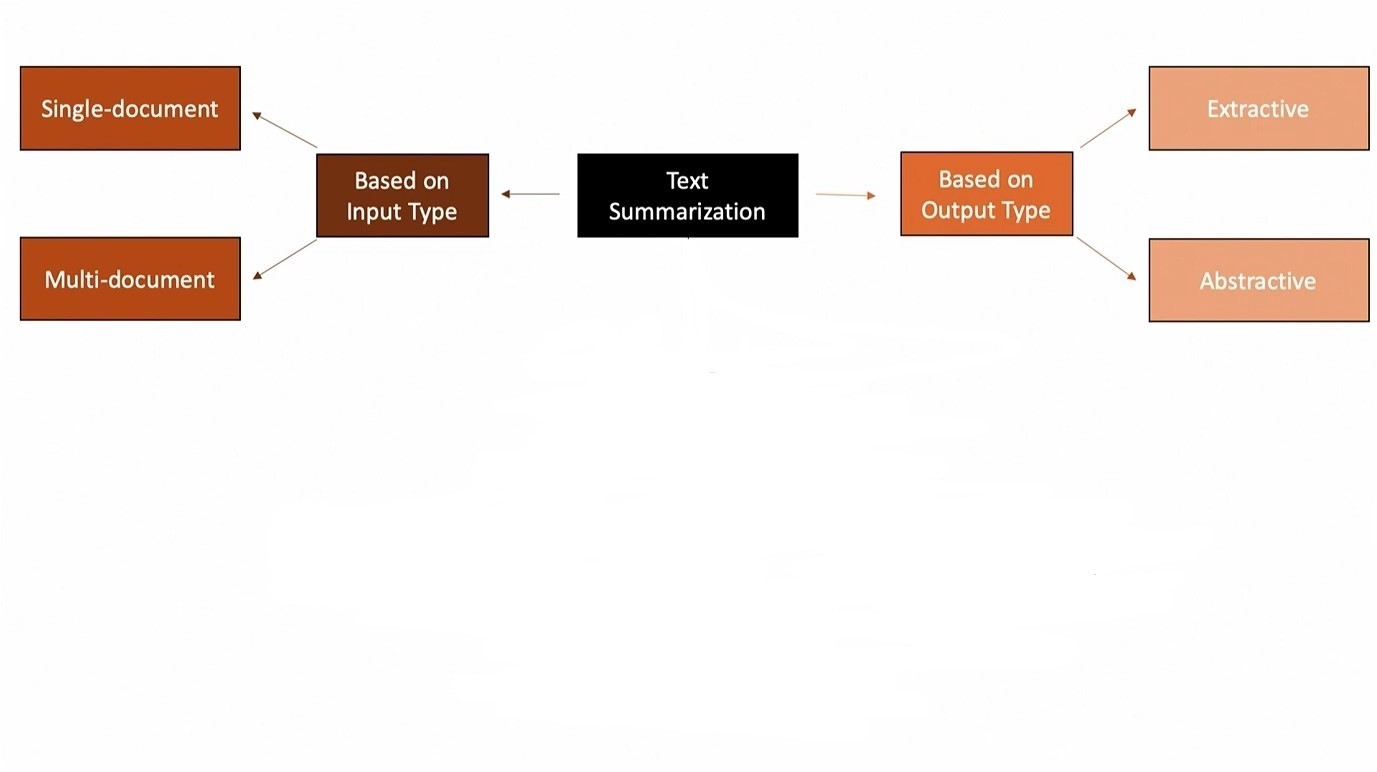 Single-document
Multi-document
Based on
Input Type
Text
Summarization
Based on
Output Type
Extractive
Abstractive